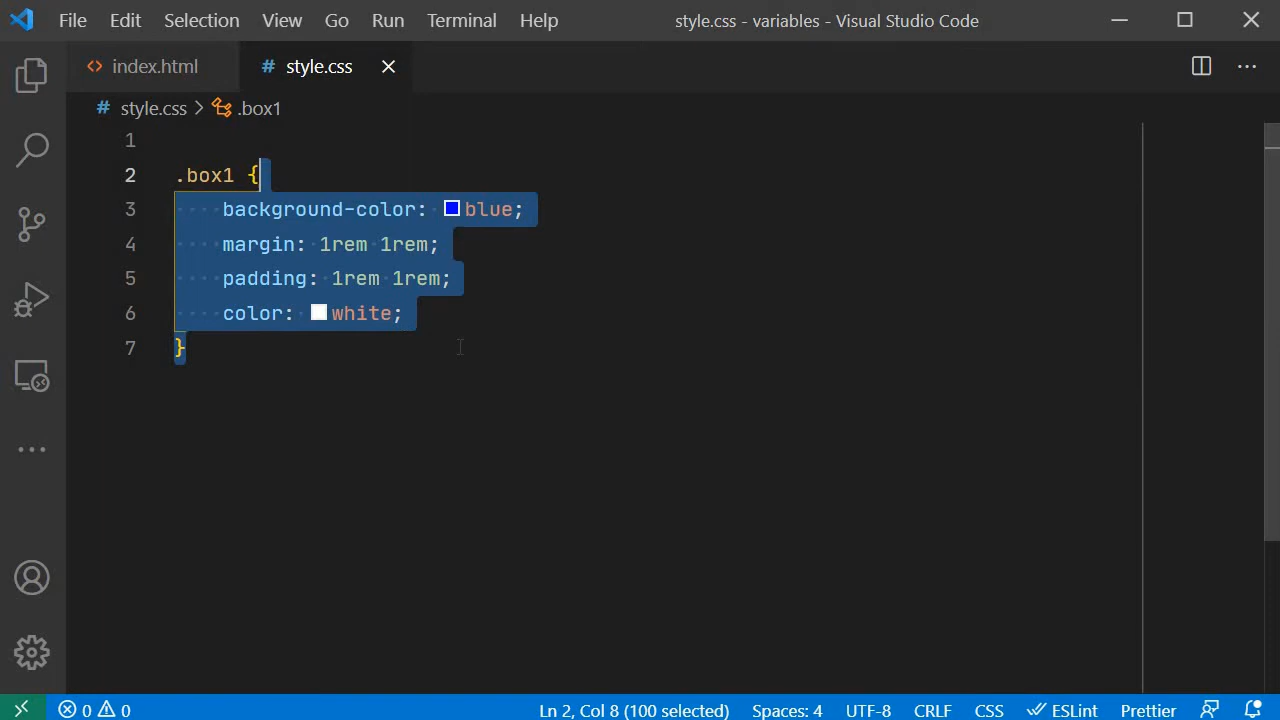 File Edit Selection View Go Run Terminal Help style.css - variables - Visual Studio Code
index.html # style.css
# style.css > .box1
1
2 .box1 {
3 background-color: blue;
4 margin: 1rem 1rem;
5 padding: 1rem 1rem;
6 color: white;
7 }
0 0 Ln 2, Col 8 (100 selected) Spaces: 4 UTF-8 CRLF CSS ESLint Prettier